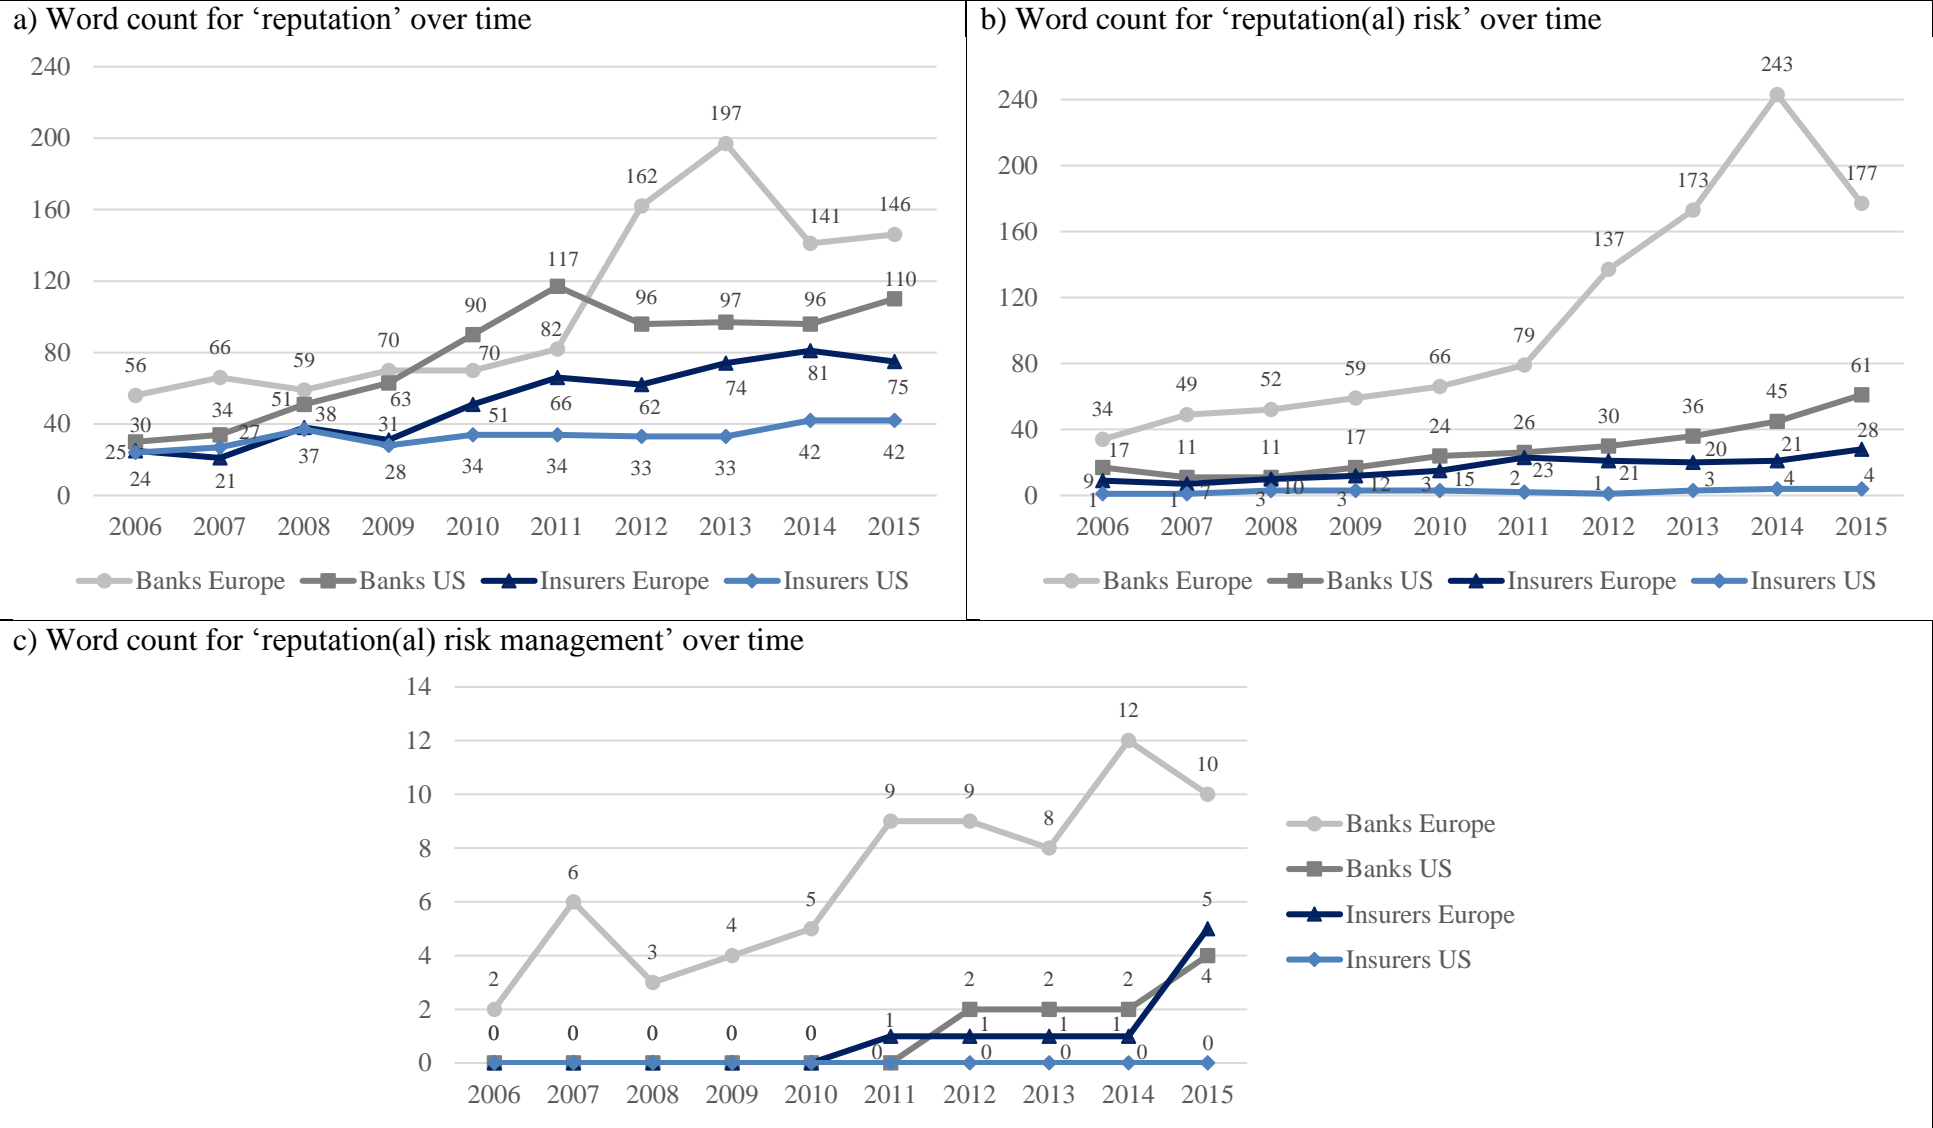 a) Word count for ‘reputation’ over time
240
200
160
120
80
40
0
56 66 59 70 70 82 162 197 141 146
30 34 51 63 90 117 96 97 96 110
25 21 38 31 51 66 62 74 81 75
24 27 37 28 34 34 33 33 42 42
2006 2007 2008 2009 2010 2011 2012 2013 2014 2015
Banks Europe Banks US Insurers Europe Insurers US
b) Word count for ‘reputation(al) risk’ over time
240
200
160
120
80
40
0
34 49 52 59 66 79 137 173 243 177
17 11 11 17 24 26 30 36 45 61
9 7 10 12 15 23 21 20 21 28
1 1 3 3 3 2 1 3 4 4
2006 2007 2008 2009 2010 2011 2012 2013 2014 2015
Banks Europe Banks US Insurers Europe Insurers US
c) Word count for ‘reputation(al) risk management’ over time
14
12
10
8
6
4
2
0
2 6 3 4 5 9 9 8 12 10
0 0 0 0 0 0 2 2 2 4
1 1 1 1 5
0 0 0 0
2006 2007 2008 2009 2010 2011 2012 2013 2014 2015
Banks Europe
Banks US
Insurers Europe
Insurers US